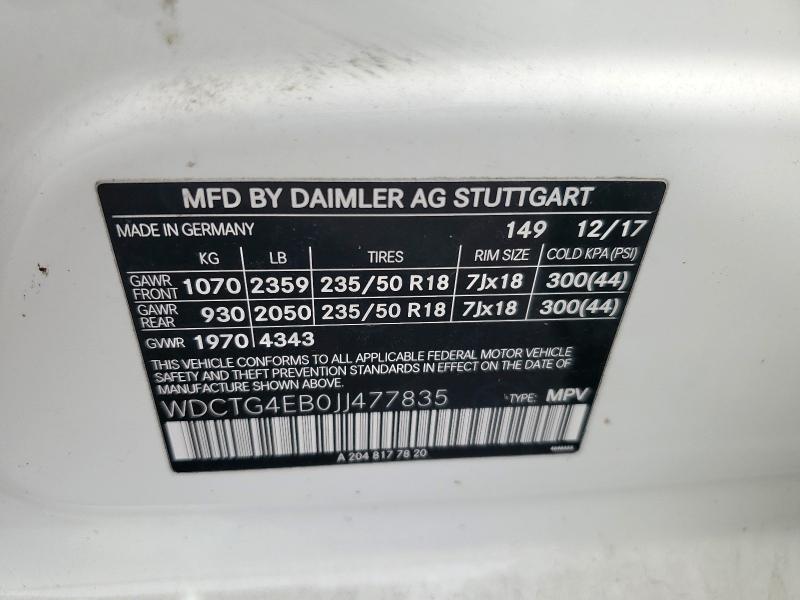 MFD BY DAIMLER AG STUTTGART
MADE IN GERMANY 149 12/17
KG LB TIRES RIM SIZE COLD KPA(PSI)
GAWR FRONT 1070 2359 235/50 R18 7Jx18 300(44)
GAWR REAR 930 2050 235/50 R18 7Jx18 300(44)
GVWR 1970 4343
THIS VEHICLE CONFORMS TO ALL APPLICABLE FEDERAL MOTOR VEHICLE
SAFETY AND THEFT PREVENTION STANDARDS IN EFFECT ON THE DATE OF
MANUFACTURE SHOWN ABOVE.
WDCTG4EB0JJ477835 TYPE: MPV
A 204 817 78 20